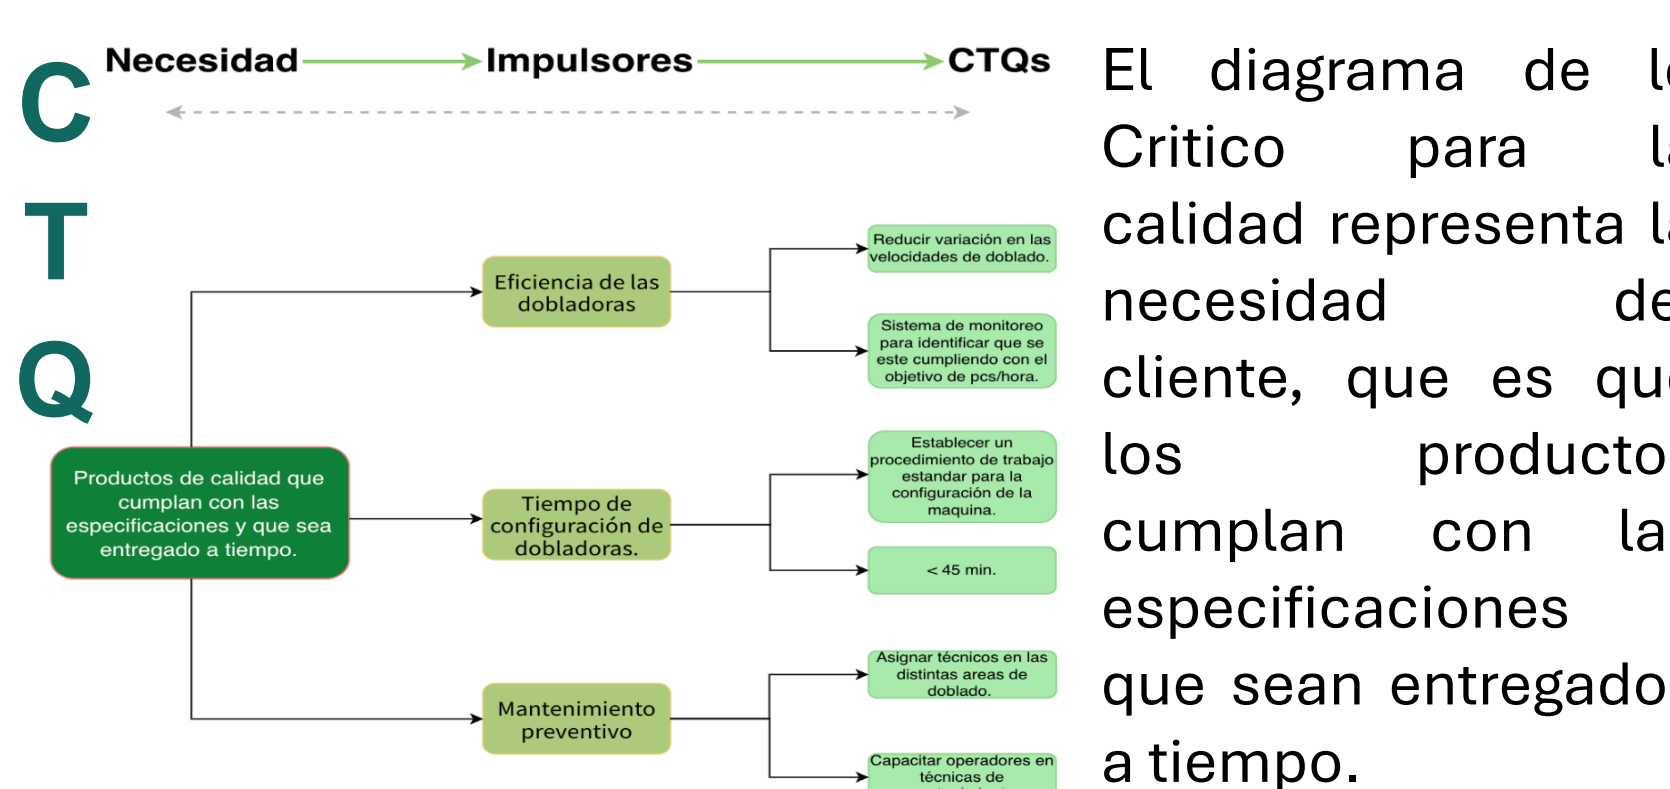 C
T
Q
Necesidad
Impulsores
CTQs
Productos de calidad que
cumplan con las
especificaciones y que sea
entregado a tiempo.
Eficiencia de las
dobladoras
Reducir variación en las
velocidades de doblado.
Sistema de monitoreo
para identificar que se
este cumpliendo con el
objetivo de pcs/hora.
Tiempo de
configuración de
dobladoras.
Establecer un
procedimiento de trabajo
estandar para la
configuración de la
maquina.
< 45 min.
Mantenimiento
preventivo
Asignar técnicos en las
distintas areas de
doblado.
Capacitar operadores en
técnicas de
El diagrama de
Critico para
calidad representa
necesidad
cliente, que es
los
cumplan con
especificaciones
que sean
a tiempo.